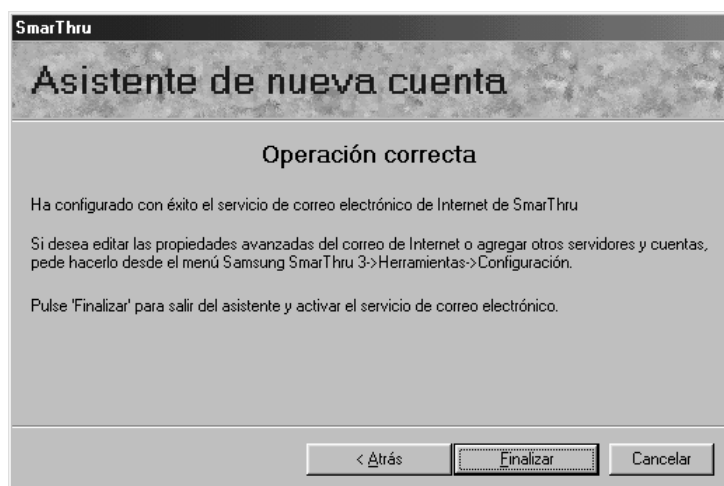 SmarThru
Asistente de nueva cuenta
Operación correcta
Ha configurado con éxito el servicio de correo electrónico de Internet de SmarThru
Si desea editar las propiedades avanzadas del correo de Internet o agregar otros servidores y cuentas,
pede hacerlo desde el menú Samsung SmarThru 3->Herramientas->Configuración.
Pulse 'Finalizar' para salir del asistente y activar el servicio de correo electrónico.
< Atrás
Finalizar
Cancelar